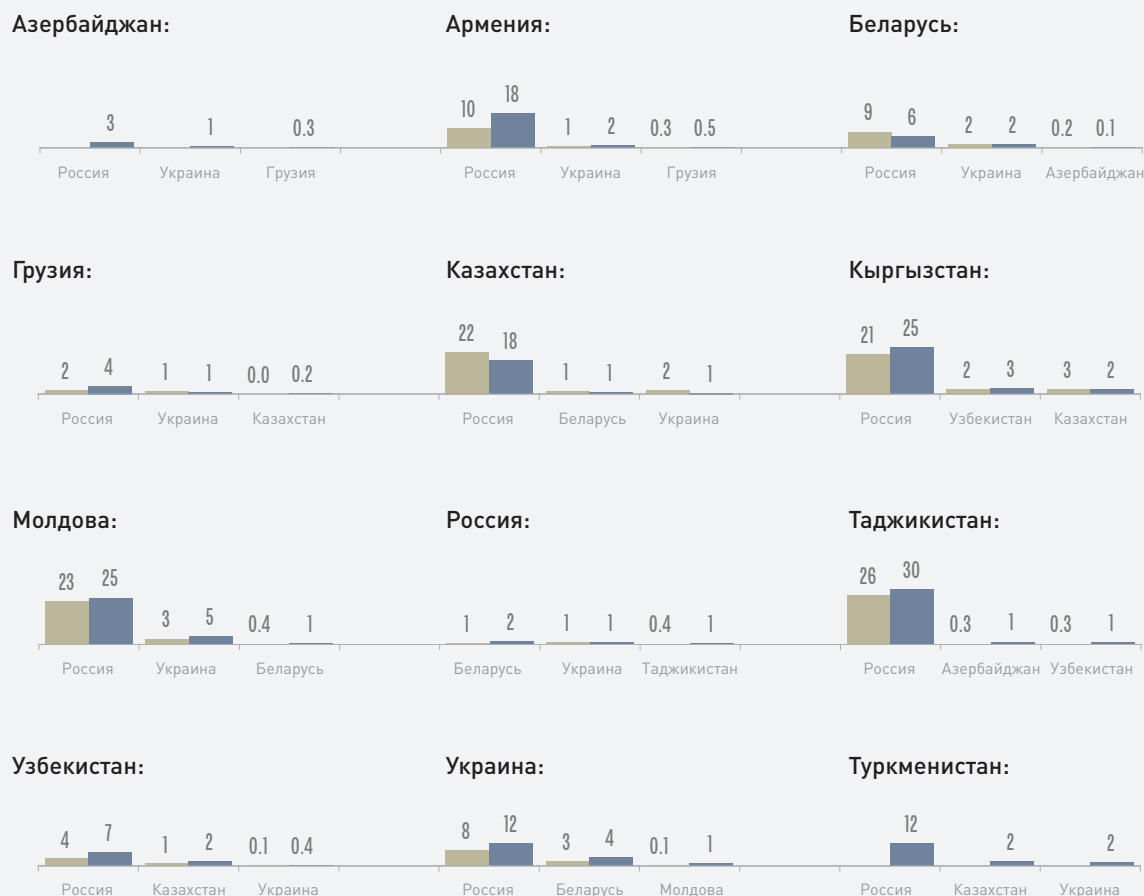 Азербайджан: Армения: Беларусь:
3 1 0.3 10 18 1 2 0.3 0.5 9 6 2 2 0.2 0.1
Россия Украина Грузия Россия Украина Грузия Россия Украина Азербайджан
Грузия: Казахстан: Кыргызстан:
2 4 1 1 0.0 0.2 22 18 1 1 2 1 21 25 2 3 3 2
Россия Украина Казахстан Россия Беларусь Украина Россия Узбекистан Казахстан
Молдова: Россия: Таджикистан:
23 25 3 5 0.4 1 1 2 1 1 0.4 1 26 30 0.3 1 0.3 1
Россия Украина Беларусь Беларусь Украина Таджикистан Россия Азербайджан Узбекистан
Узбекистан: Украина: Туркменистан:
4 7 1 2 0.1 0.4 8 12 3 4 0.1 1 12 2 2
Россия Казахстан Украина Россия Беларусь Молдова Россия Казахстан Украина